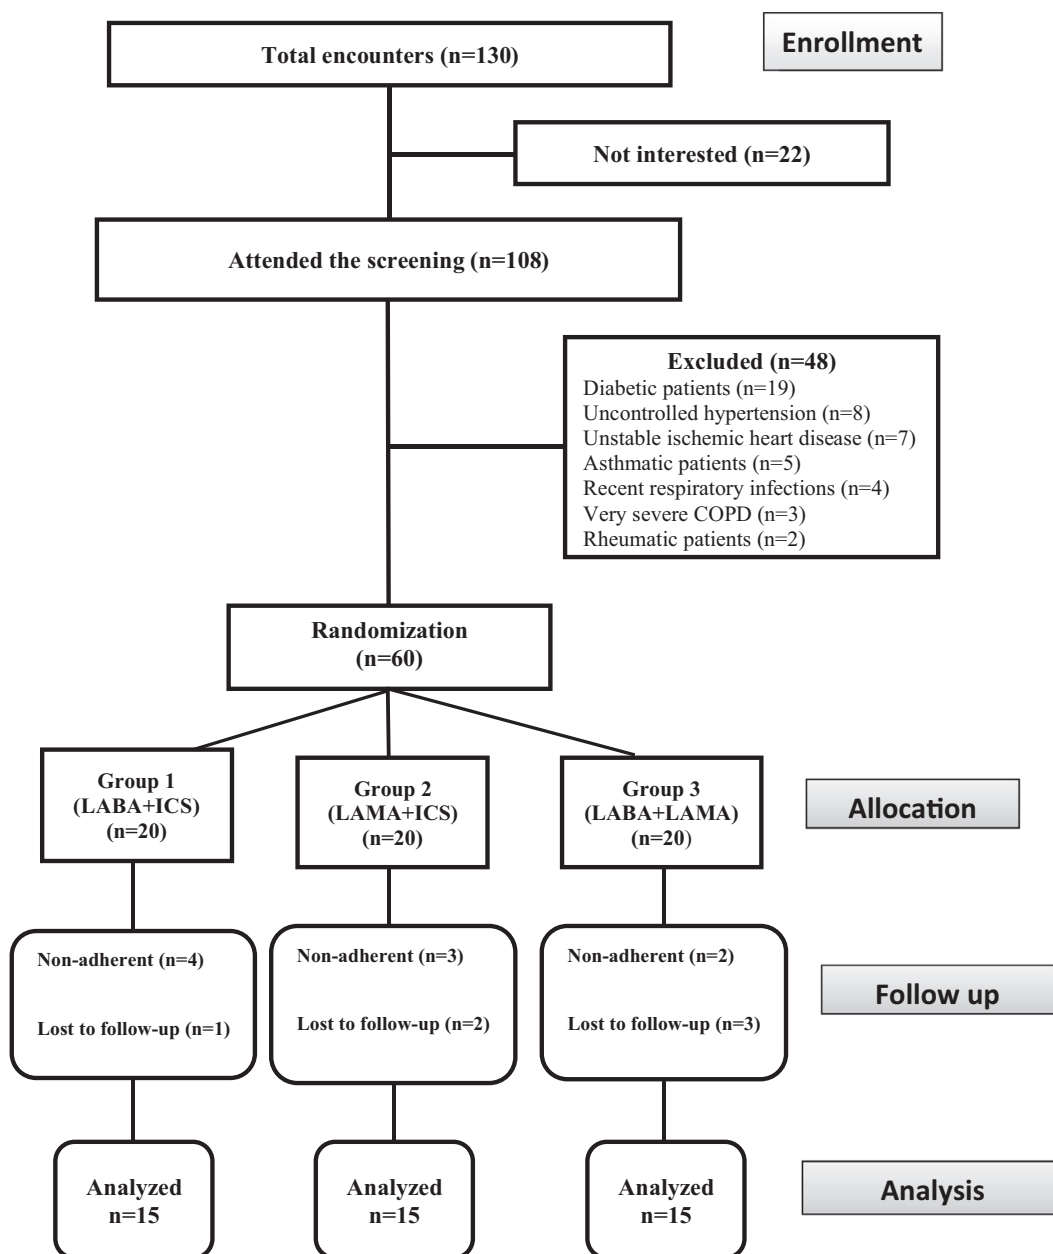 Total encounters (n=130)
Enrollment
Not interested (n=22)
Attended the screening (n=108)
Excluded (n=48)
Diabetic patients (n=19)
Uncontrolled hypertension (n=8)
Unstable ischemic heart disease (n=7)
Asthmatic patients (n=5)
Recent respiratory infections (n=4)
Very severe COPD (n=3)
Rheumatic patients (n=2)
Randomization
(n=60)
Group 1
(LABA+ICS)
(n=20)
Group 2
(LAMA+ICS)
(n=20)
Group 3
(LABA+LAMA)
(n=20)
Allocation
Non-adherent (n=4)
Lost to follow-up (n=1)
Non-adherent (n=3)
Lost to follow-up (n=2)
Non-adherent (n=2)
Lost to follow-up (n=3)
Follow up
Analyzed
n=15
Analyzed
n=15
Analyzed
n=15
Analysis